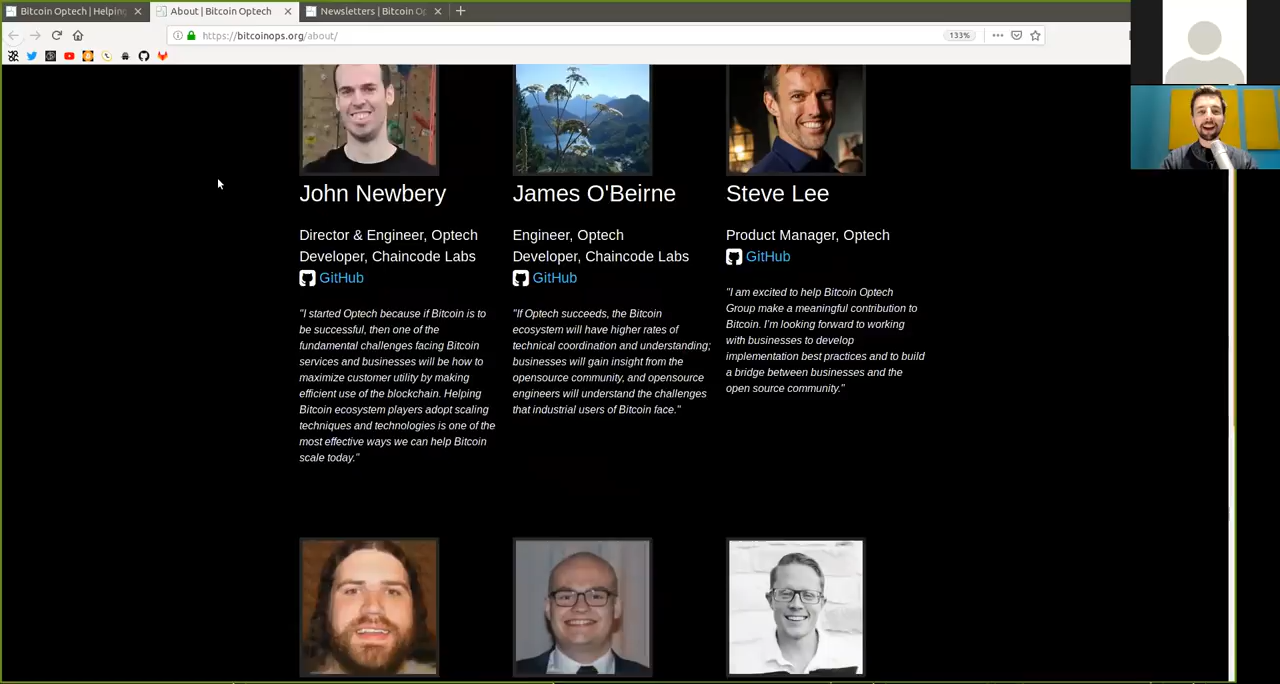 Bitcoin Optech | Helping
About | Bitcoin Optech
Newsletters | Bitcoin Op
https://bitcoinops.org/about/
133%
John Newbery
Director & Engineer, Optech
Developer, Chaincode Labs
GitHub
"I started Optech because if Bitcoin is to
be successful, then one of the
fundamental challenges facing Bitcoin
services and businesses will be how to
maximize customer utility by making
efficient use of the blockchain. Helping
Bitcoin ecosystem players adopt scaling
techniques and technologies is one of the
most effective ways we can help Bitcoin
scale today."
James O'Beirne
Engineer, Optech
Developer, Chaincode Labs
GitHub
"If Optech succeeds, the Bitcoin
ecosystem will have higher rates of
technical coordination and understanding;
businesses will gain insight from the
opensource community, and opensource
engineers will understand the challenges
that industrial users of Bitcoin face."
Steve Lee
Product Manager, Optech
GitHub
"I am excited to help Bitcoin Optech
Group make a meaningful contribution to
Bitcoin. I'm looking forward to working
with businesses to develop
implementation best practices and to build
a bridge between businesses and the
open source community."